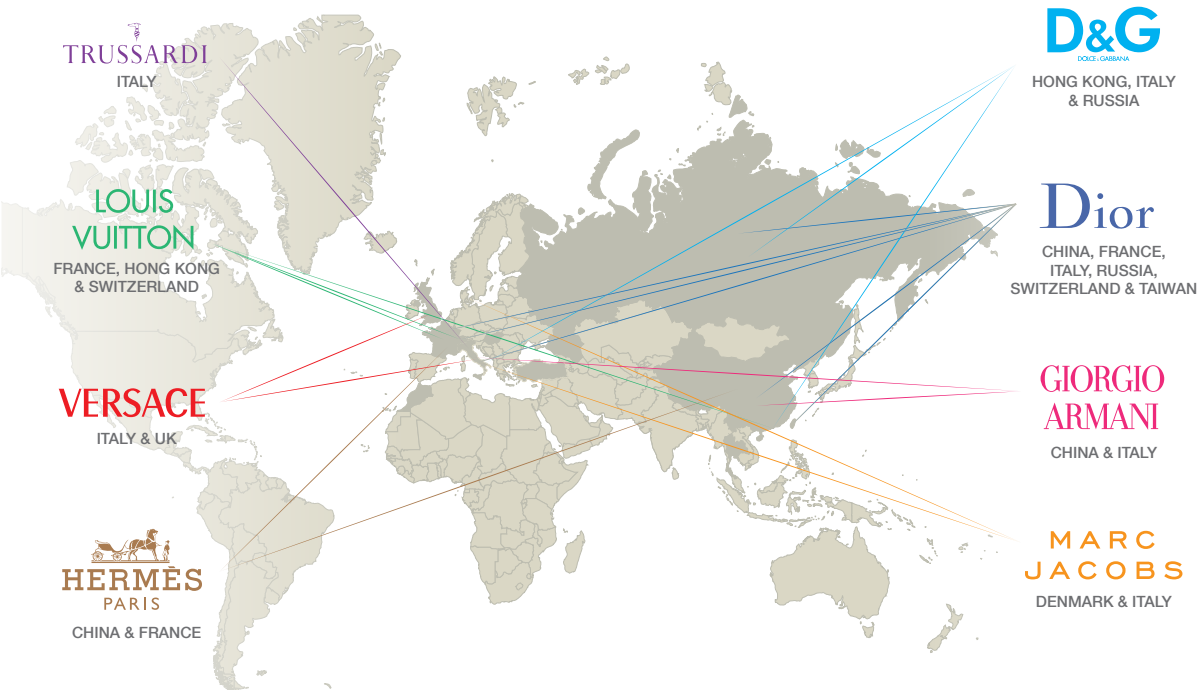 TRUSSARDI
ITALY
LOUIS
VUITTON
FRANCE, HONG KONG
& SWITZERLAND
VERSACE
ITALY & UK
HERMÈS
PARIS
CHINA & FRANCE
D&G
DOLCE & GABBANA
HONG KONG, ITALY
& RUSSIA
Dior
CHINA, FRANCE,
ITALY, RUSSIA,
SWITZERLAND & TAIWAN
GIORGIO
ARMANI
CHINA & ITALY
MARC
JACOBS
DENMARK & ITALY